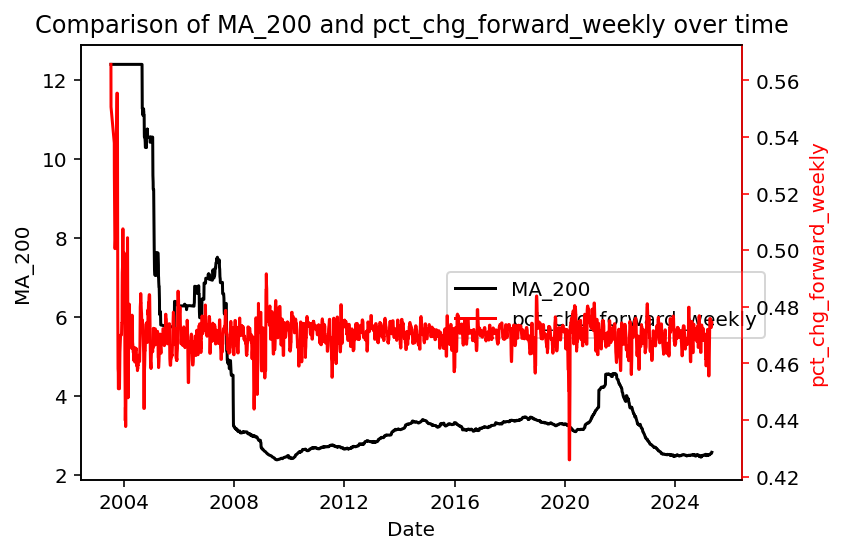 Comparison of MA_200 and pct_chg_forward_weekly over time
12
10
8
6
4
2
MA_200
0.56
0.54
0.52
0.50
0.48
0.46
0.44
0.42
pct_chg_forward_weekly
MA_200
pct_chg_forward_weekly
2004 2008 2012 2016 2020 2024
Date